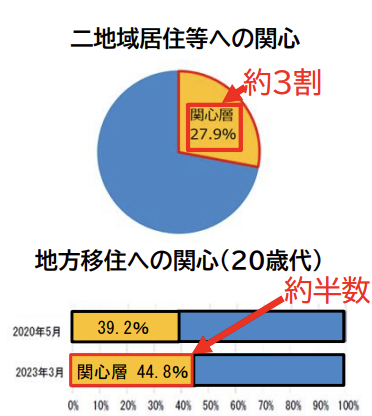 二地域居住等への関心
約3割
関心層
27.9%
地方移住への関心(20歳代)
約半数
2020年5月
39.2%
2023年3月
関心層 44.8%
0% 10% 20% 30% 40% 50% 60% 70% 80% 90% 100%